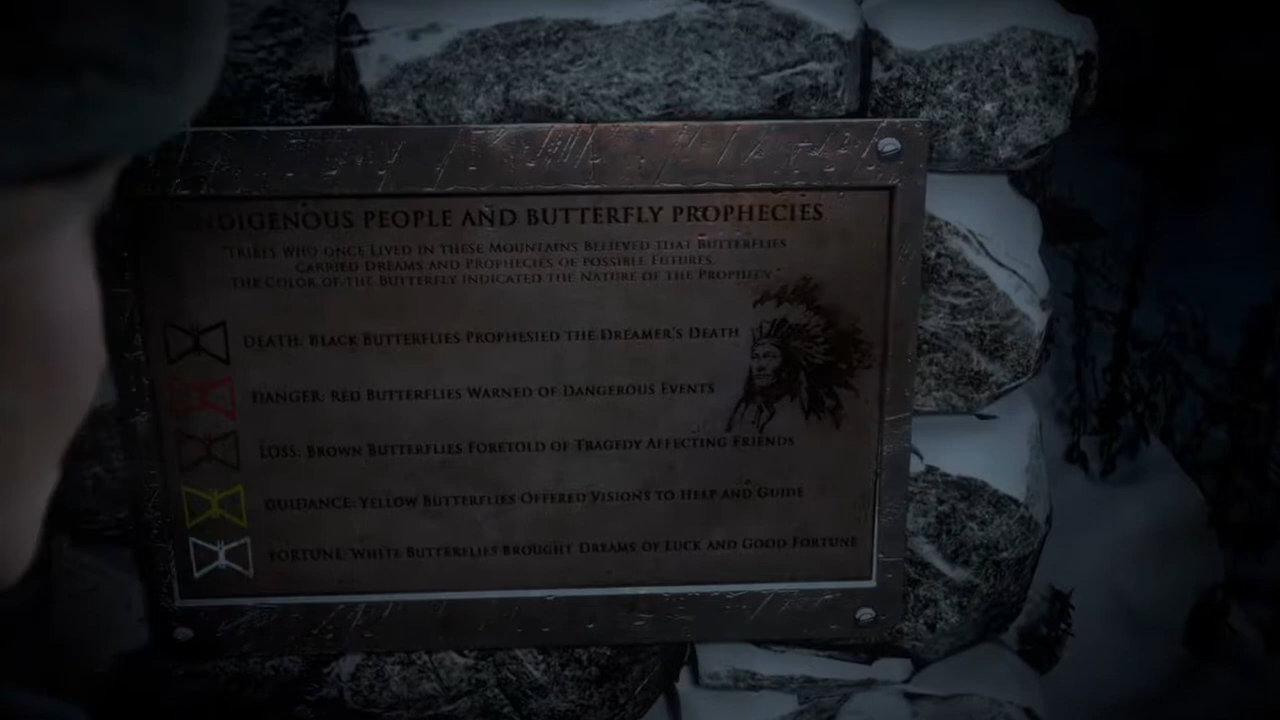 INDIGENOUS PEOPLE AND BUTTERFLY PROPHECIES
"TRIBES WHO ONCE LIVED IN THESE MOUNTAINS BELIEVED THAT BUTTERFLIES
CARRIED DREAMS AND PROPHECIES OF POSSIBLE FUTURES.
THE COLOR OF THE BUTTERFLY INDICATED THE NATURE OF THE PROPHECY."
DEATH: BLACK BUTTERFLIES PROPHESIED THE DREAMER'S DEATH
DANGER: RED BUTTERFLIES WARNED OF DANGEROUS EVENTS
LOSS: BROWN BUTTERFLIES FORETOLD OF TRAGEDY AFFECTING FRIENDS
GUIDANCE: YELLOW BUTTERFLIES OFFERED VISIONS TO HELP AND GUIDE
FORTUNE: WHITE BUTTERFLIES BROUGHT DREAMS OF LUCK AND GOOD FORTUNE